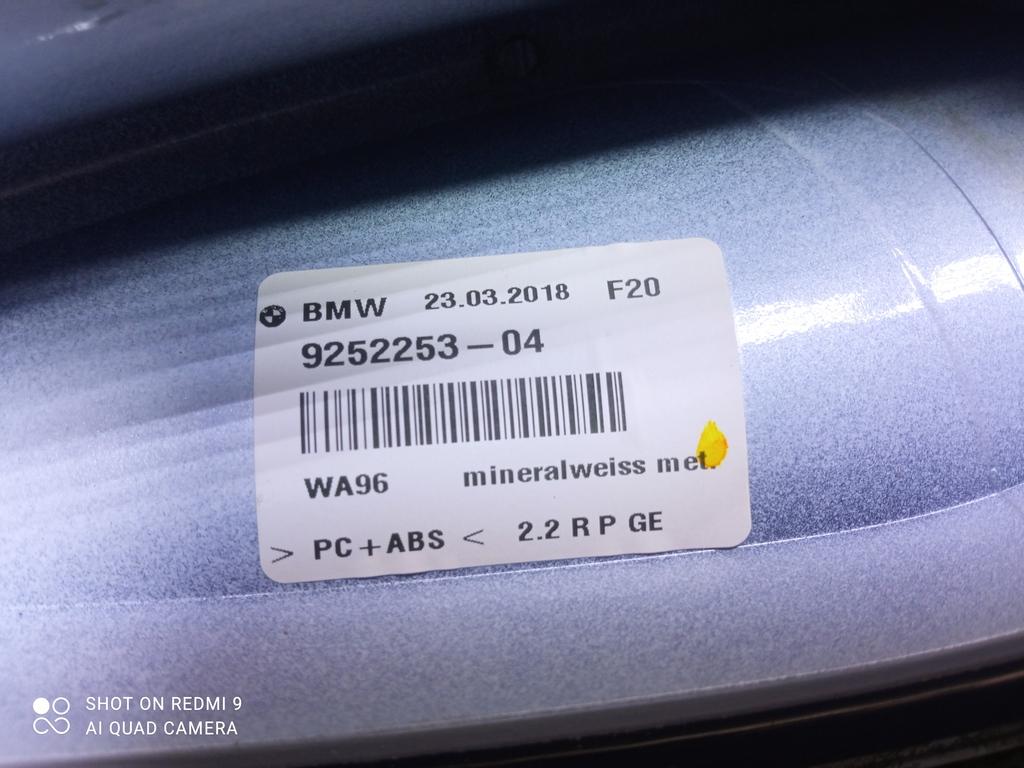 BMW 23.03.2018 F20
9252253-04
WA96 mineralweiss met.
> PC+ABS < 2.2 R P GE
SHOT ON REDMI 9
AI QUAD CAMERA